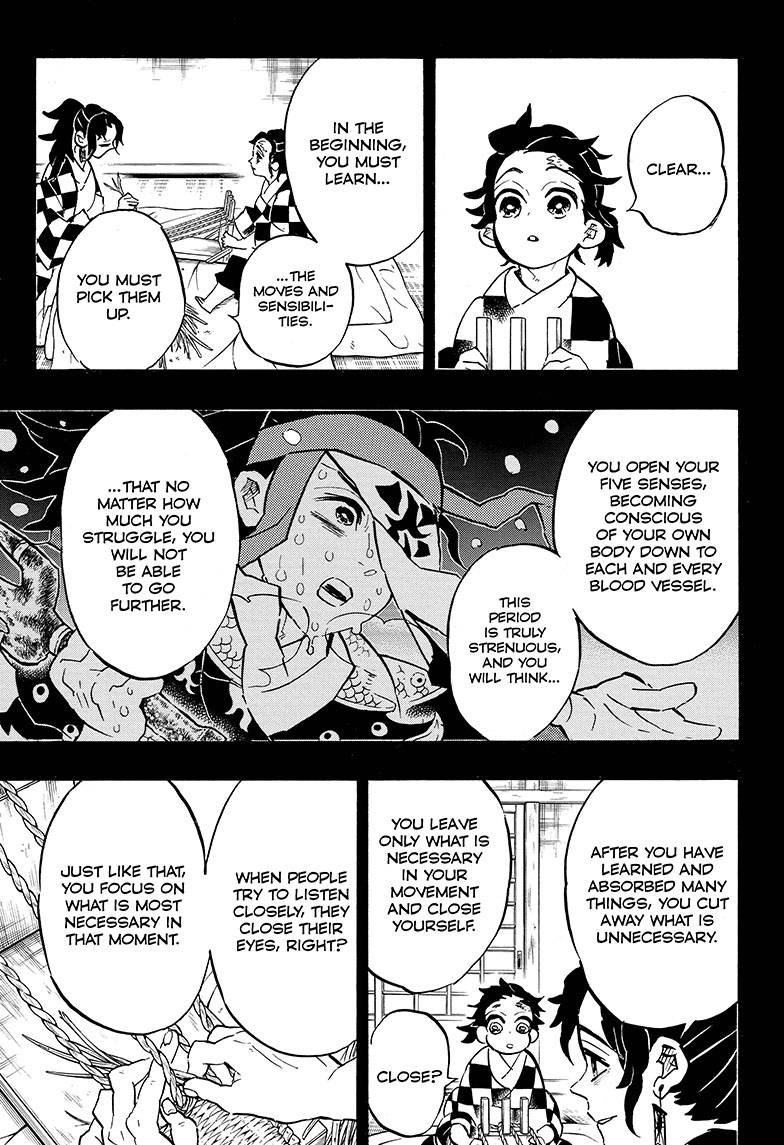 CLEAR...
IN THE
BEGINNING,
YOU MUST
LEARN...
...THE
MOVES AND
SENSIBILI-
TIES.
YOU MUST
PICK THEM
UP.
YOU OPEN YOUR
FIVE SENSES,
BECOMING
CONSCIOUS
OF YOUR OWN
BODY DOWN TO
EACH AND EVERY
BLOOD VESSEL.
THIS
PERIOD
IS TRULY
STRENUOUS,
AND YOU
WILL THINK...
...THAT NO
MATTER HOW
MUCH YOU
STRUGGLE, YOU
WILL NOT
BE ABLE
TO GO
FURTHER.
AFTER YOU HAVE
LEARNED AND
ABSORBED MANY
THINGS, YOU CUT
AWAY WHAT IS
UNNECESSARY.
YOU LEAVE
ONLY WHAT IS
NECESSARY
IN YOUR
MOVEMENT
AND CLOSE
YOURSELF.
CLOSE?
WHEN PEOPLE
TRY TO LISTEN
CLOSELY, THEY
CLOSE THEIR
EYES, RIGHT?
JUST LIKE THAT,
YOU FOCUS ON
WHAT IS MOST
NECESSARY IN
THAT MOMENT.